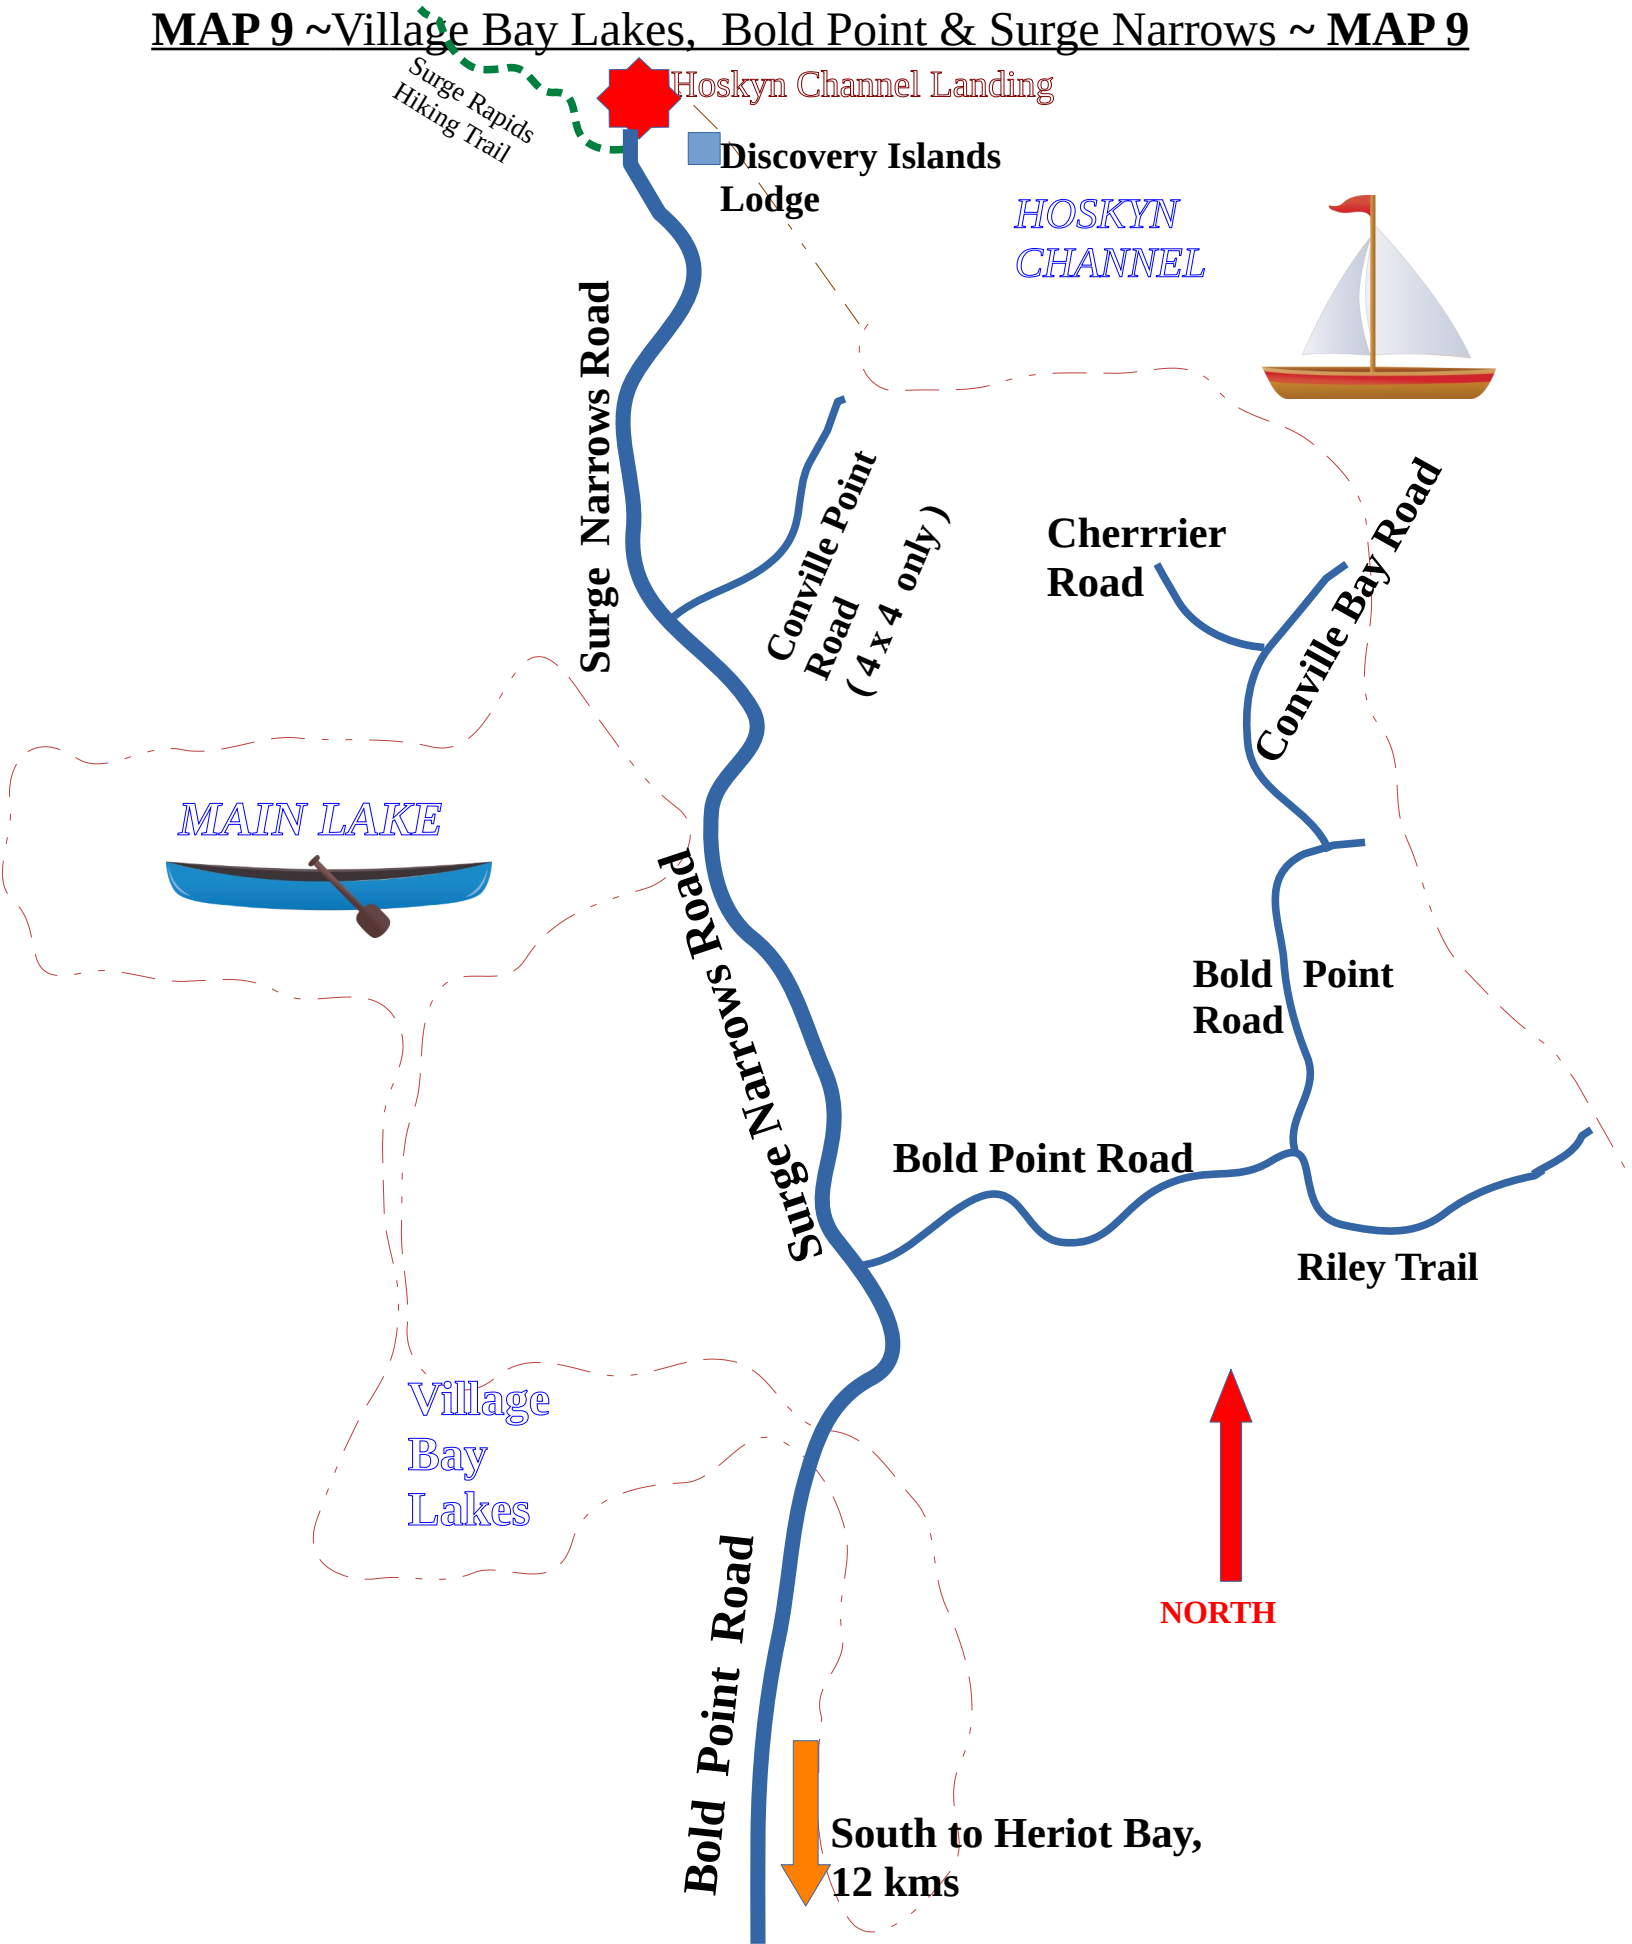 MAP 9 ~Village Bay Lakes, Bold Point & Surge Narrows ~ MAP 9
Surge Rapids
Hiking Trail
Hoskyn Channel Landing
Discovery Islands
Lodge
HOSKYN
CHANNEL
Surge Narrows Road
Conville Point
Road
( 4 x 4 only )
Cherrrier
Road
Conville Bay Road
MAIN LAKE
Surge Narrows Road
Bold Point
Road
Bold Point Road
Riley Trail
Village
Bay
Lakes
NORTH
Bold Point Road
South to Heriot Bay,
12 kms